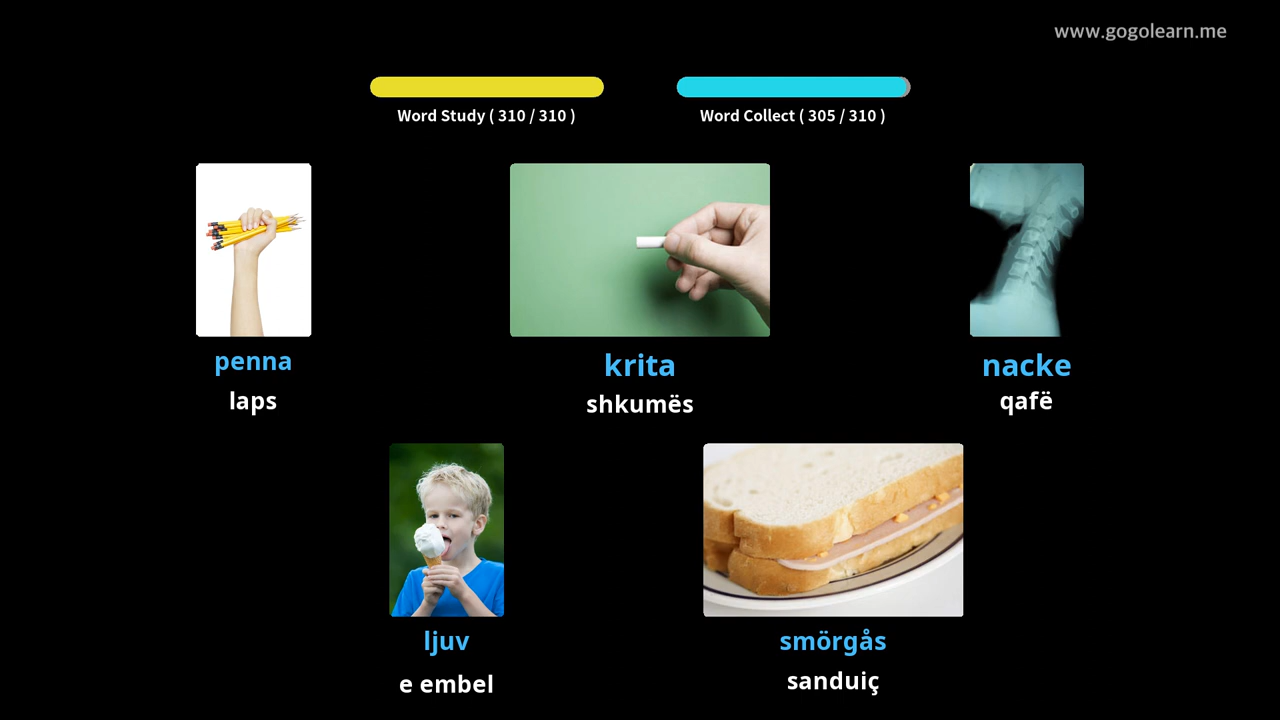 www.gogolearn.me
Word Study ( 310 / 310 )
Word Collect ( 305 / 310 )
penna
laps
krita
shkumës
nacke
qafë
ljuv
e embel
smörgås
sanduiç